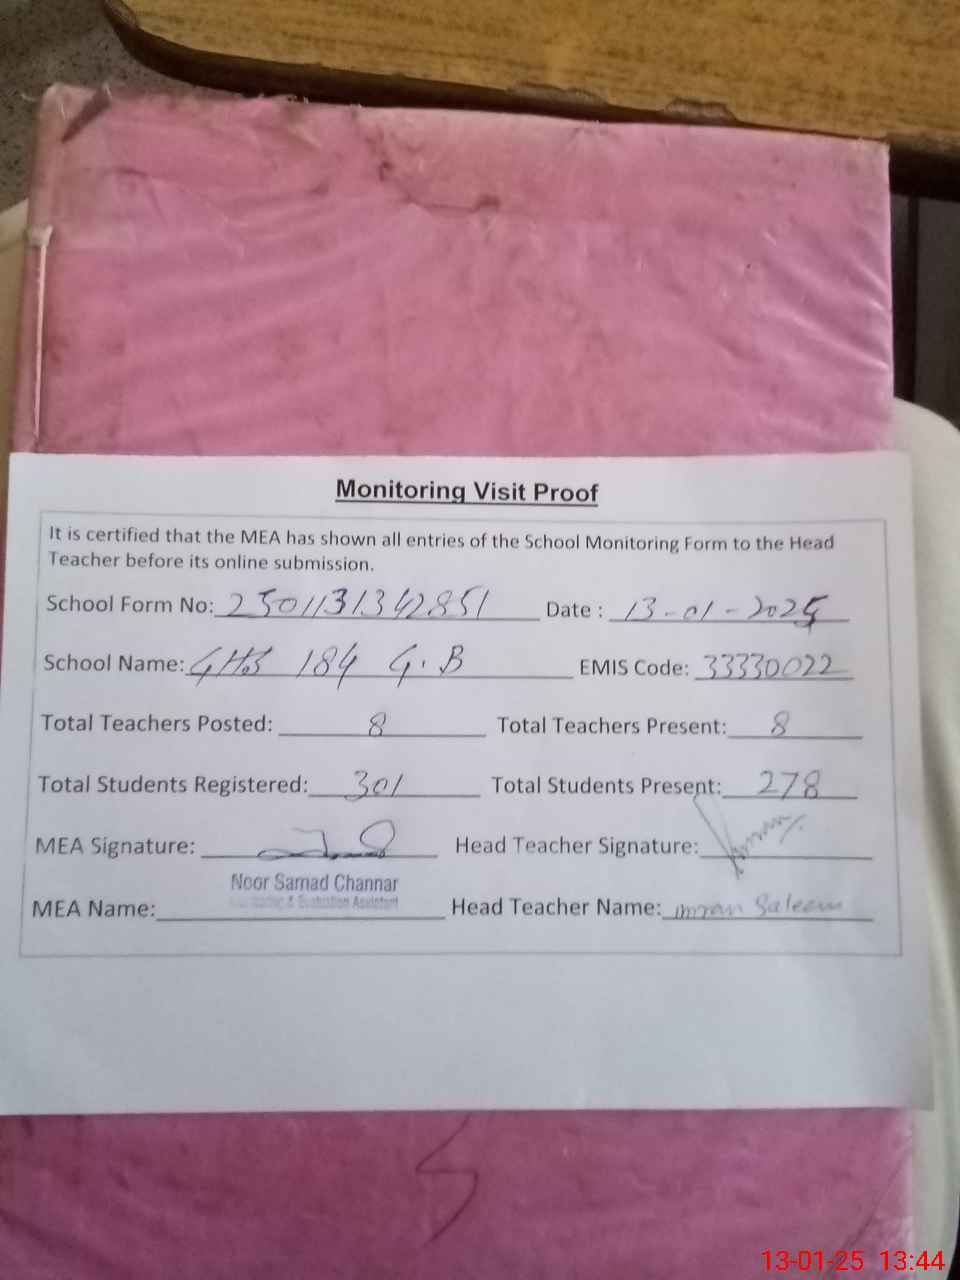 Monitoring Visit Proof
It is certified that the MEA has shown all entries of the School Monitoring Form to the Head
Teacher before its online submission.
School Form No: 2501131342851 Date : 13-01-2025
School Name: GHS 184 G.B EMIS Code: 33330022
Total Teachers Posted: 8 Total Teachers Present: 8
Total Students Registered: 301 Total Students Present: 278
MEA Signature: Head Teacher Signature:
Noor Samad Channar
Monitoring & Evaluation Assistant
MEA Name: Head Teacher Name: imran Saleem
13-01-25 13:44